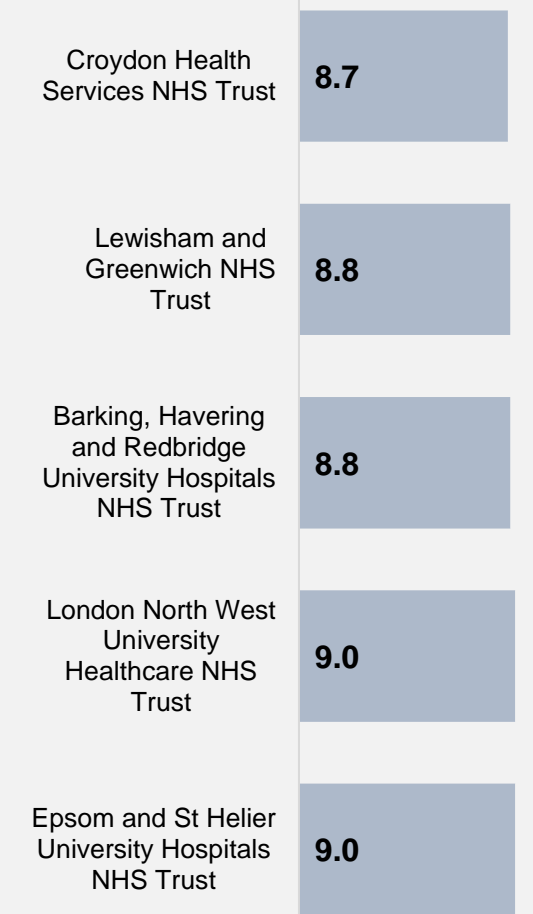 Croydon Health
Services NHS Trust
8.7
Lewisham and
Greenwich NHS
Trust
8.8
Barking, Havering
and Redbridge
University Hospitals
NHS Trust
8.8
London North West
University
Healthcare NHS
Trust
9.0
Epsom and St Helier
University Hospitals
NHS Trust
9.0